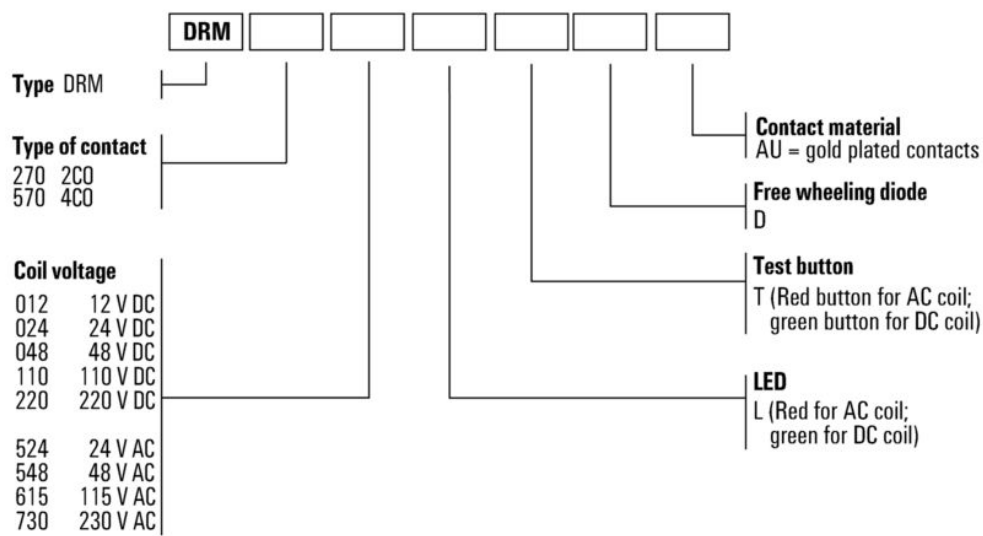 DRM
Type DRM
Type of contact
270 2CO
570 4CO
Coil voltage
012 12 V DC
024 24 V DC
048 48 V DC
110 110 V DC
220 220 V DC
524 24 V AC
548 48 V AC
615 115 V AC
730 230 V AC
Contact material
AU = gold plated contacts
Free wheeling diode
D
Test button
T (Red button for AC coil;
green button for DC coil)
LED
L (Red for AC coil;
green for DC coil)